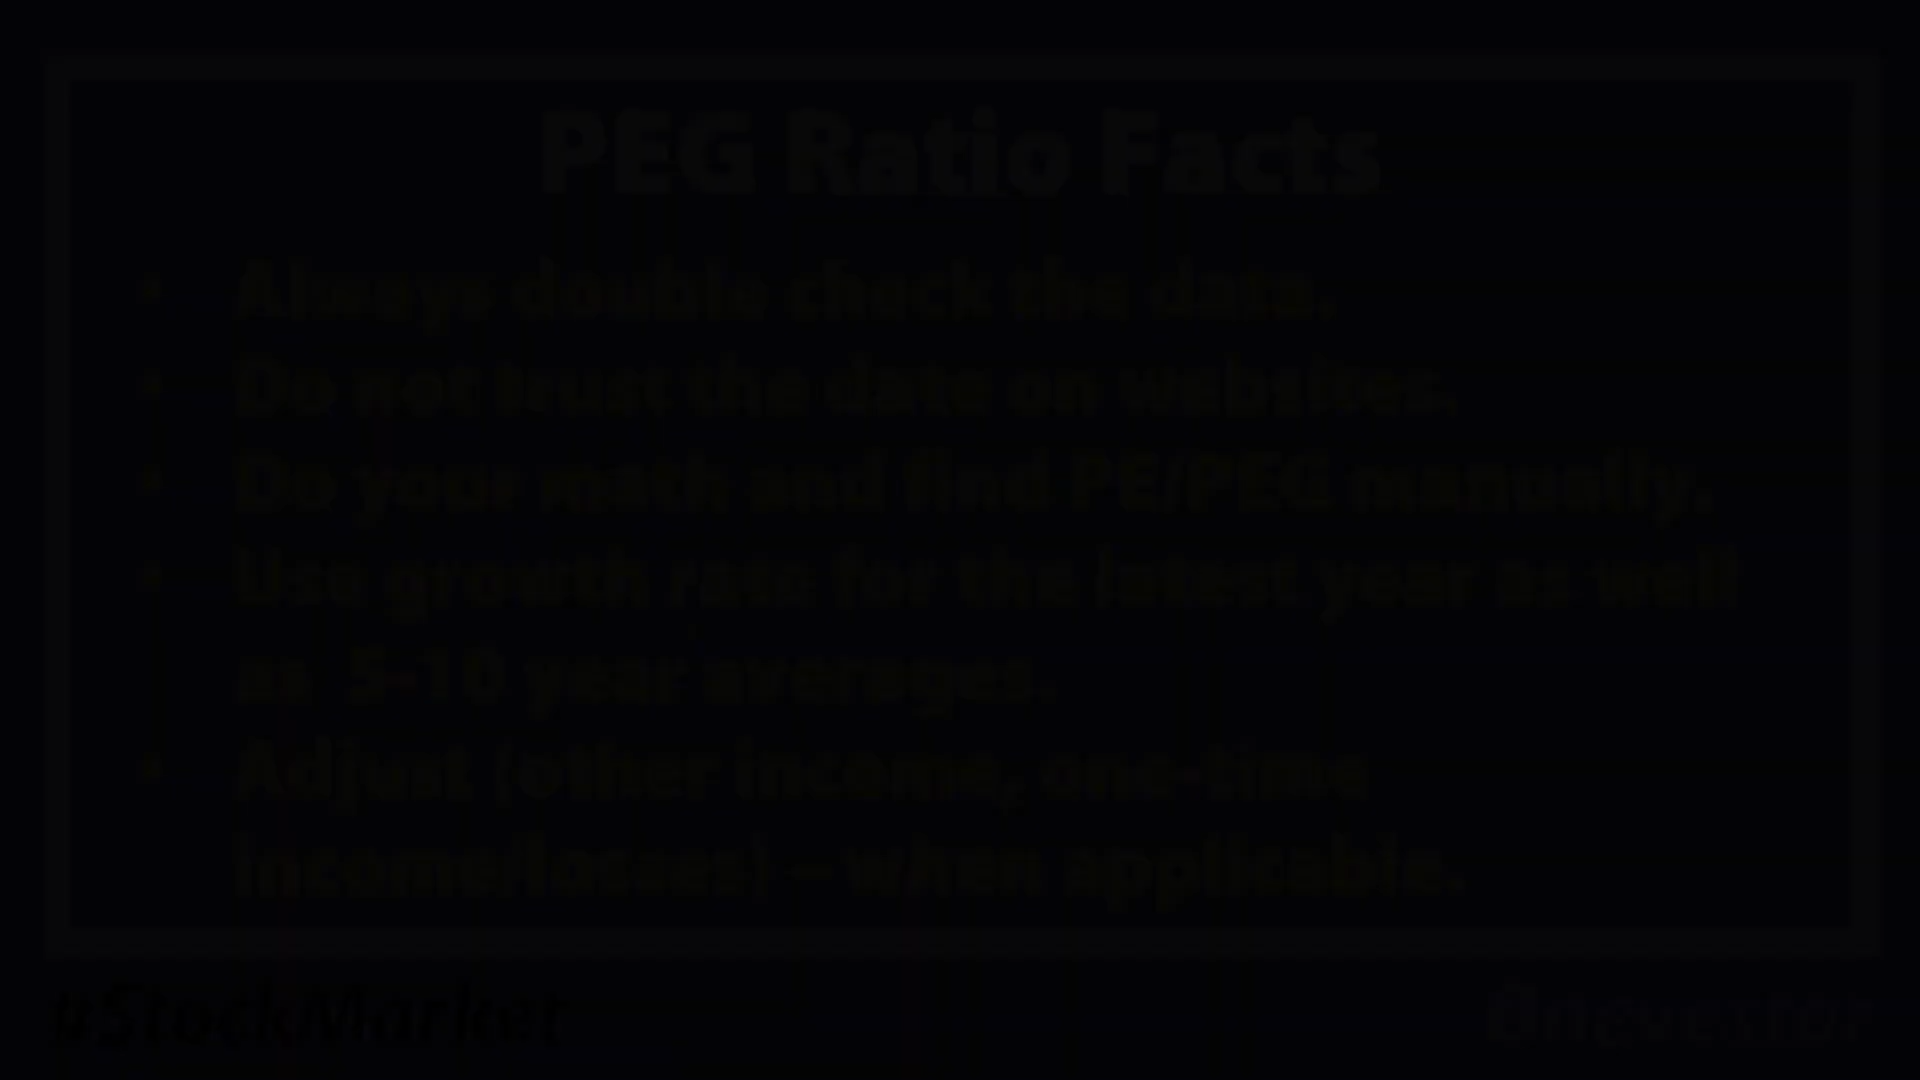 PEG Ratio Facts
• Always double check the data.
• Do not trust the data on websites.
• Do your math and find PE/PEG manually.
• Use growth rate for the latest year as well
as 5-10 year averages.
• Adjust (other income, one-time
income/losses) – when applicable.
#StockMarket